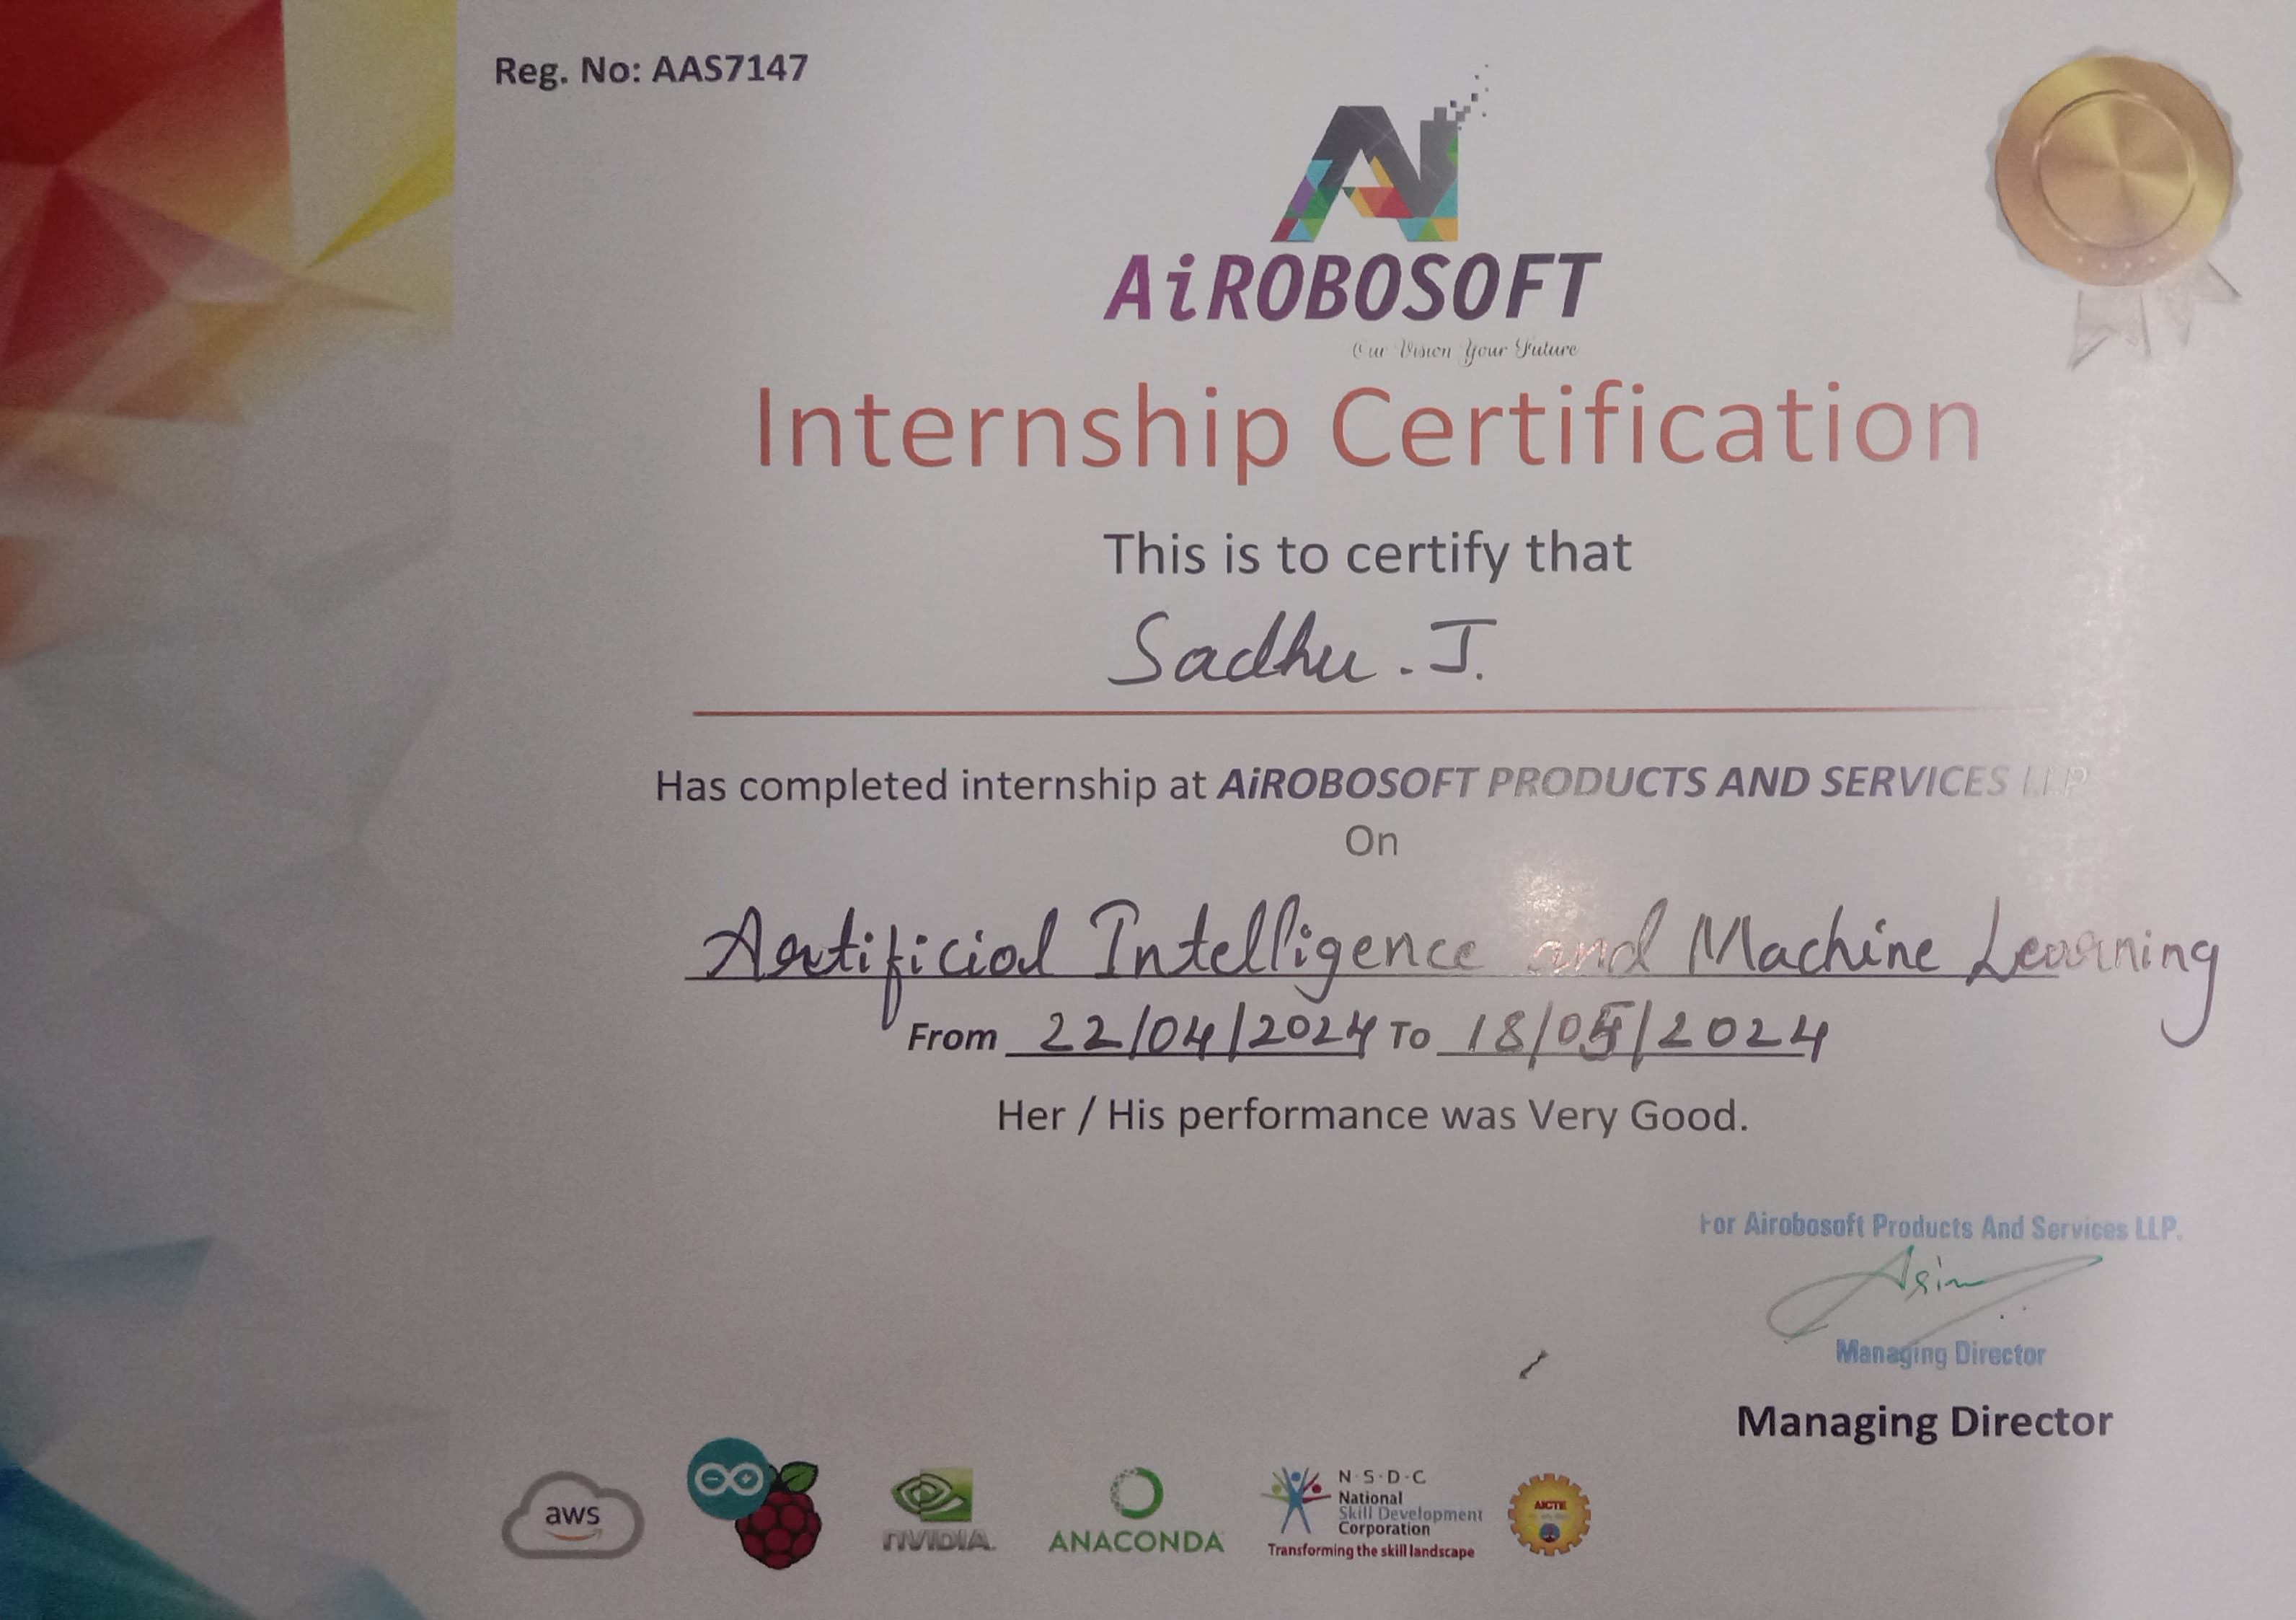 Reg. No: AAS7147
AiROBOSOFT
Our Vision Your Future
Internship Certification
This is to certify that
Sadhu . J.
Has completed internship at AiROBOSOFT PRODUCTS AND SERVICES LLP
On
Artificial Intelligence and Machine Learning
From 22/04/2024 To 18/05/2024
Her / His performance was Very Good.
For Airobosoft Products And Services LLP.
Asim
Managing Director
Managing Director
aws
nVIDIA.
ANACONDA
N·S·D·C
National
Skill Development
Corporation
Transforming the skill landscape
AICTE